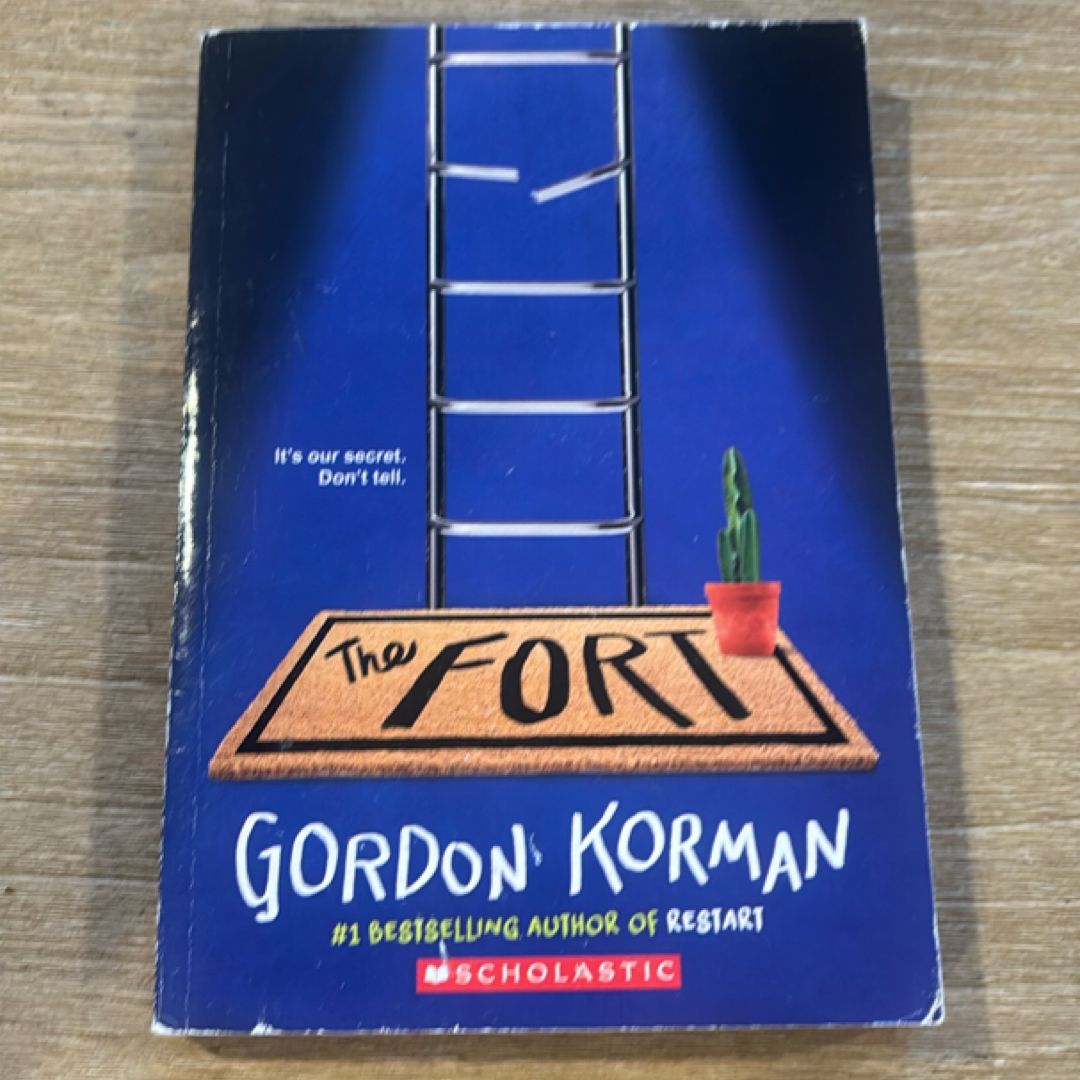 It's our secret.
Don't tell.
The FORT
GORDON KORMAN
#1 BESTSELLING AUTHOR OF RESTART
SCHOLASTIC